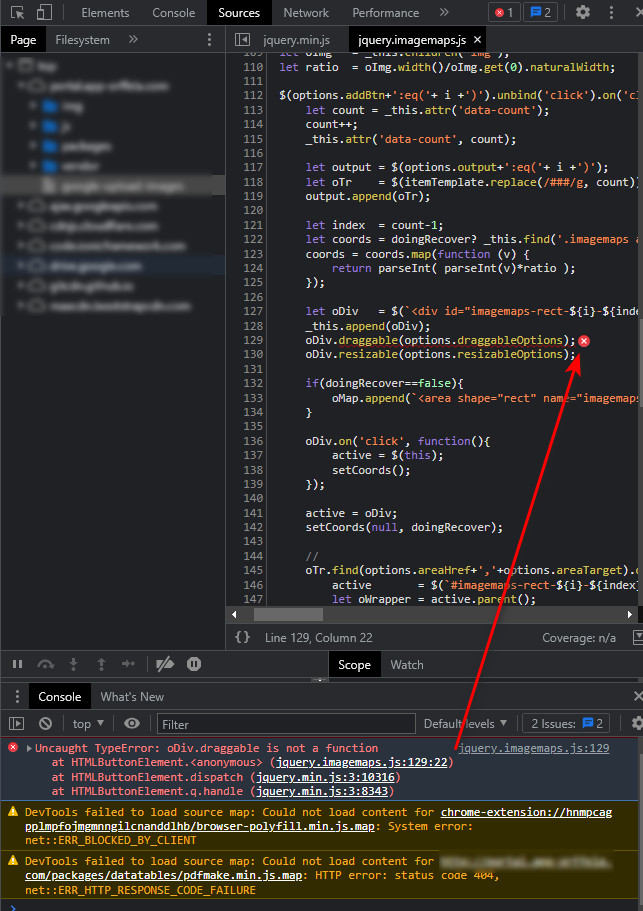 Elements Console Sources Network Performance » 1 2
Page Filesystem » jquery.min.js jquery.imagemaps.js ×
top
img
js
packages
vendor
109 let oImg = _this.children('img');
110 let ratio = oImg.width()/oImg.get(0).naturalWidth;
111
112 $(options.addBtn+':eq('+ i +')').unbind('click').on('cl
113 let count = _this.attr('data-count');
114 count++;
115 _this.attr('data-count', count);
116
117 let output = $(options.output+':eq('+ i +')');
118 let oTr = $(itemTemplate.replace(/###/g, count))
119 output.append(oTr);
120
121 let index = count-1;
122 let coords = doingRecover? _this.find('.imagemaps a
123 coords = coords.map(function (v) {
124 return parseInt( parseInt(v)*ratio );
125 });
126
127 let oDiv = $(`<div id="imagemaps-rect-${i}-${inde
128 _this.append(oDiv);
129 oDiv.draggable(options.draggableOptions);
130 oDiv.resizable(options.resizableOptions);
131
132 if(doingRecover==false){
133 oMap.append(`<area shape="rect" name="imagemaps
134 }
135
136 oDiv.on('click', function(){
137 active = $(this);
138 setCoords();
139 });
140
141 active = oDiv;
142 setCoords(null, doingRecover);
143
144 //
145 oTr.find(options.areaHref+','+options.areaTarget).o
146 active = $(`#imagemaps-rect-${i}-${index}
147 let oWrapper = active.parent();
{} Line 129, Column 22 Coverage: n/a
Scope Watch
Console What's New
top ▼ Filter Default levels ▼ 2 Issues: 2
Uncaught TypeError: oDiv.draggable is not a function jquery.imagemaps.js:129
at HTMLButtonElement.<anonymous> (jquery.imagemaps.js:129:22)
at HTMLButtonElement.dispatch (jquery.min.js:3:10316)
at HTMLButtonElement.q.handle (jquery.min.js:3:8343)
DevTools failed to load source map: Could not load content for chrome-extension://hnmpcag
pplmpfojmgmnngilcnanddlhb/browser-polyfill.min.js.map: System error:
net::ERR_BLOCKED_BY_CLIENT
DevTools failed to load source map: Could not load content for
com/packages/datatables/pdfmake.min.js.map: HTTP error: status code 404,
net::ERR_HTTP_RESPONSE_CODE_FAILURE